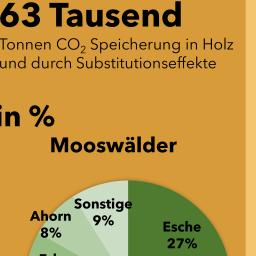 63 Tausend
Tonnen CO₂ Speicherung in Holz
und durch Substitutionseffekte
in %
Mooswälder
Sonstige
9%
Ahorn
8%
Esche
27%